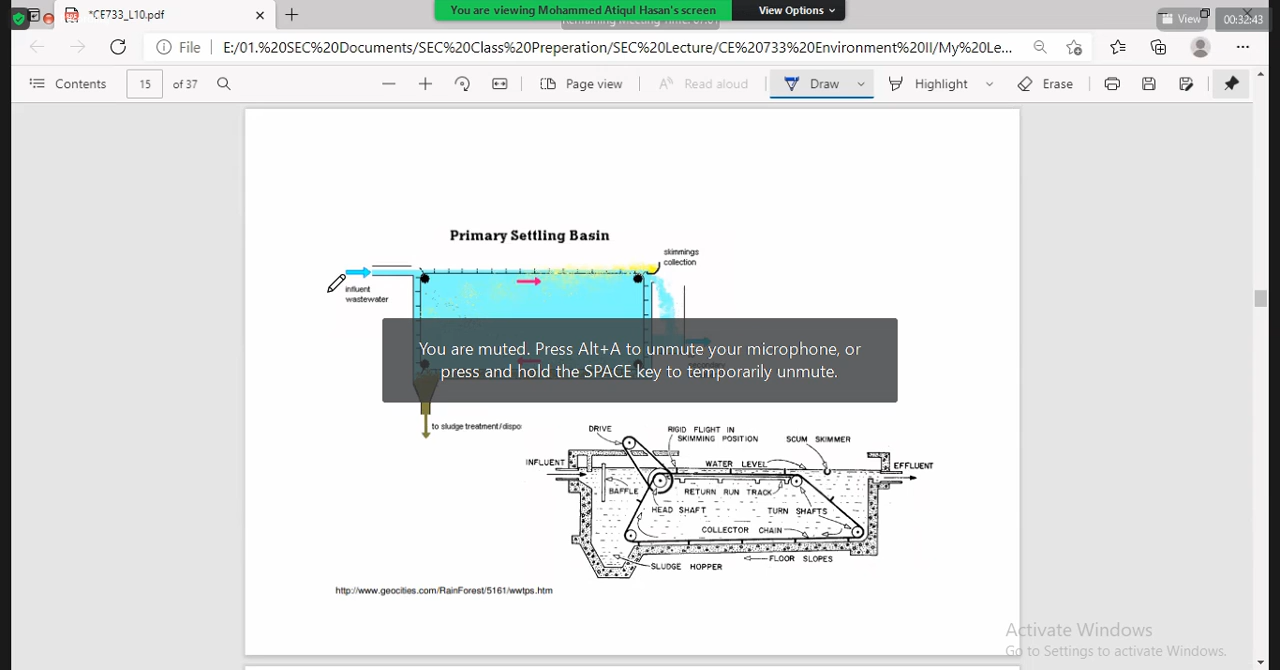 *CE733_L10.pdf
You are viewing Mohammed Atiqul Hasan's screen
View Options
View
00:32:43
File
E:/01.%20SEC%20Documents/SEC%20Class%20Preperation/SEC%20Lecture/CE%20733%20Environment%20II/My%20Le...
Contents
15
of 37
Page view
Read aloud
Draw
Highlight
Erase
Primary Settling Basin
skimmings
collection
influent
wastewater
You are muted. Press Alt+A to unmute your microphone, or
press and hold the SPACE key to temporarily unmute.
to sludge treatment/dispo
DRIVE
RIGID FLIGHT IN
SKIMMING POSITION
SCUM SKIMMER
INFLUENT
WATER LEVEL
EFFLUENT
BAFFLE
RETURN RUN TRACK
HEAD SHAFT
TURN SHAFTS
COLLECTOR CHAIN
FLOOR SLOPES
SLUDGE HOPPER
http://www.geocities.com/RainForest/5161/wwtps.htm
Activate Windows
Go to Settings to activate Windows.